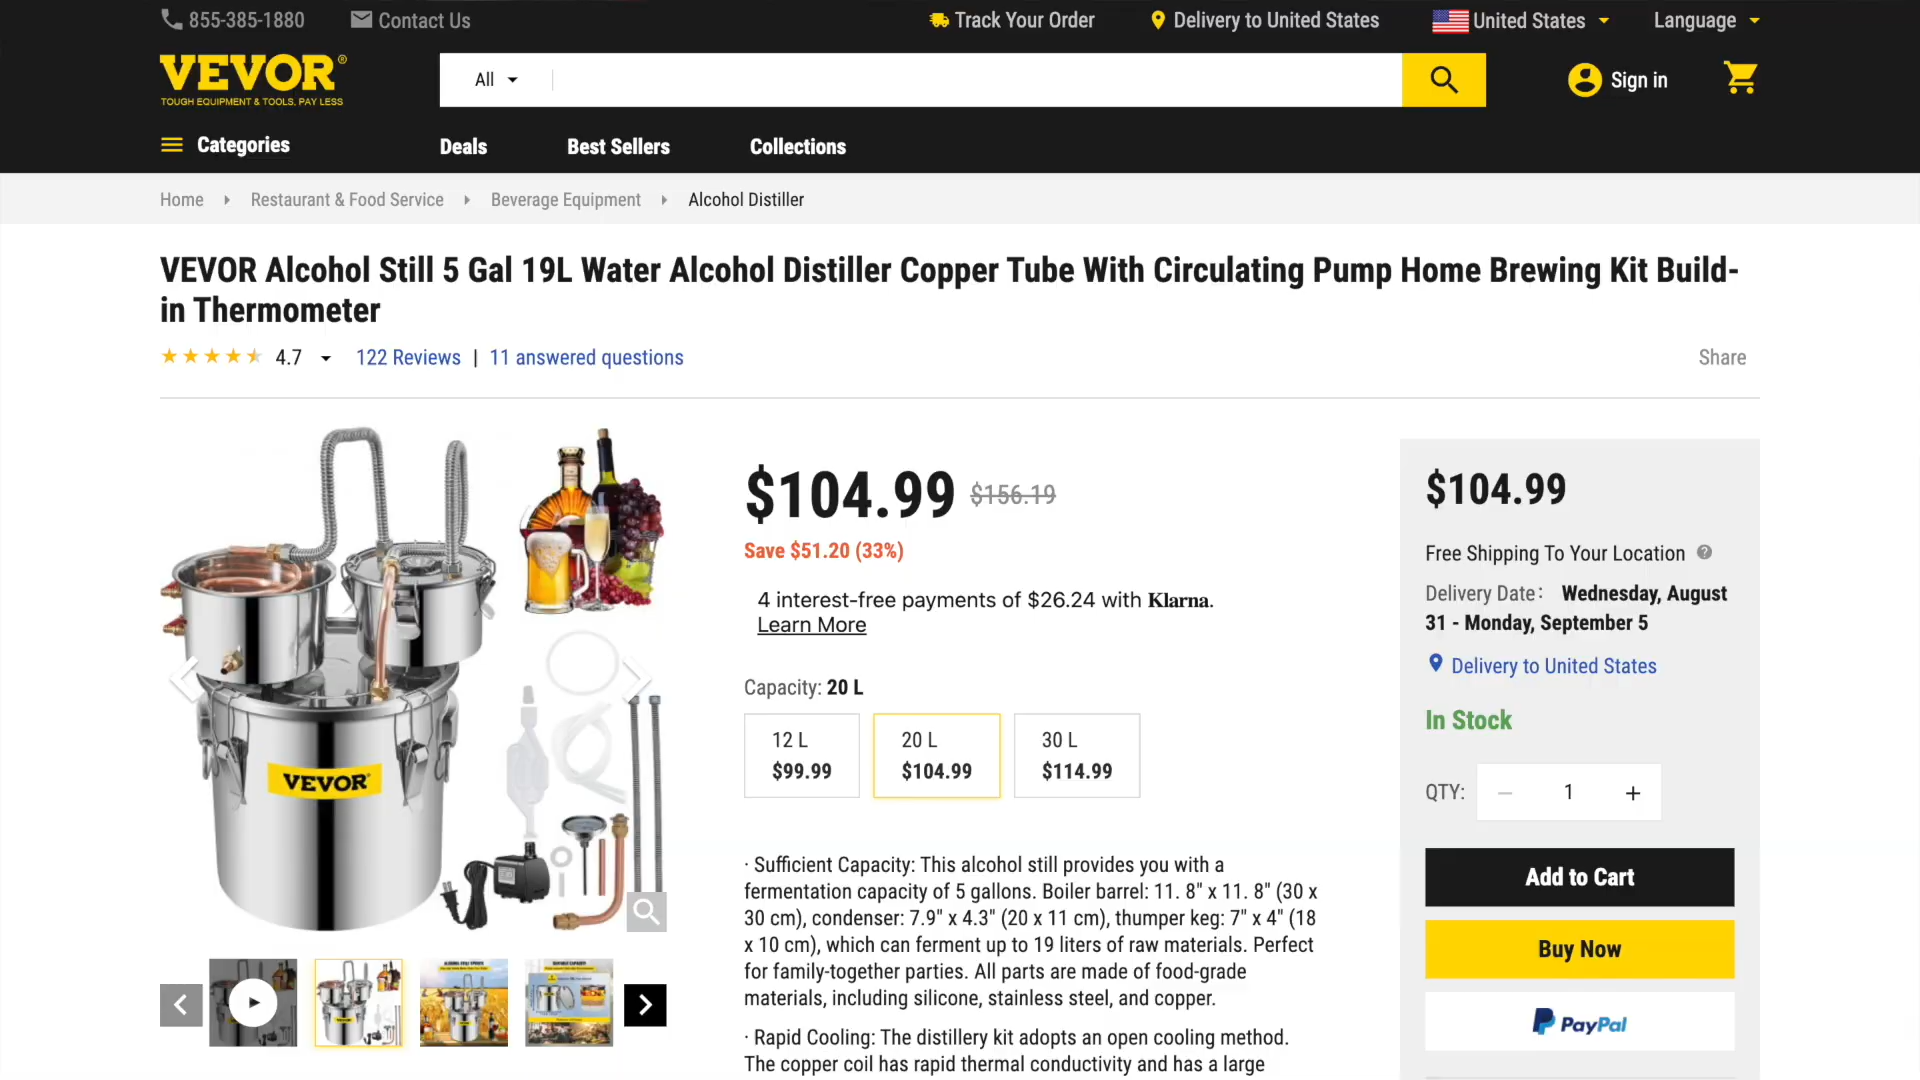 855-385-1880
Contact Us
Track Your Order
Delivery to United States
United States
Language
VEVOR®
TOUGH EQUIPMENT & TOOLS, PAY LESS
All
Sign in
Categories
Deals
Best Sellers
Collections
Home
Restaurant & Food Service
Beverage Equipment
Alcohol Distiller
VEVOR Alcohol Still 5 Gal 19L Water Alcohol Distiller Copper Tube With Circulating Pump Home Brewing Kit Build-
in Thermometer
4.7
122 Reviews | 11 answered questions
Share
VEVOR®
$104.99 $156.19
Save $51.20 (33%)
4 interest-free payments of $26.24 with Klarna.
Learn More
Capacity: 20 L
12 L
$99.99
20 L
$104.99
30 L
$114.99
· Sufficient Capacity: This alcohol still provides you with a
fermentation capacity of 5 gallons. Boiler barrel: 11. 8" x 11. 8" (30 x
30 cm), condenser: 7.9" x 4.3" (20 x 11 cm), thumper keg: 7" x 4" (18
x 10 cm), which can ferment up to 19 liters of raw materials. Perfect
for family-together parties. All parts are made of food-grade
materials, including silicone, stainless steel, and copper.
· Rapid Cooling: The distillery kit adopts an open cooling method.
The copper coil has rapid thermal conductivity and has a large
$104.99
Free Shipping To Your Location
Delivery Date: Wednesday, August
31 - Monday, September 5
Delivery to United States
In Stock
QTY:
1
Add to Cart
Buy Now
PayPal